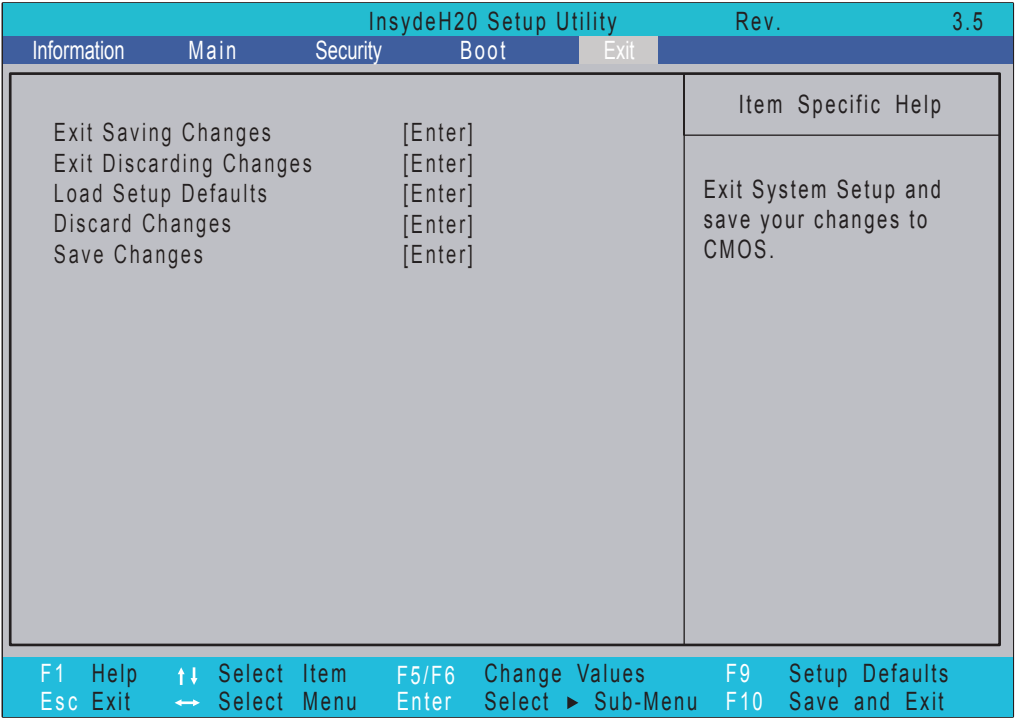 InsydeH20 Setup Utility Rev. 3.5
Information Main Security Boot Exit
Item Specific Help
Exit Saving Changes [Enter]
Exit Discarding Changes [Enter]
Load Setup Defaults [Enter]
Discard Changes [Enter]
Save Changes [Enter]
Exit System Setup and
save your changes to
CMOS.
F1 Help ↑↓ Select Item F5/F6 Change Values F9 Setup Defaults
Esc Exit ↔ Select Menu Enter Select ► Sub-Menu F10 Save and Exit